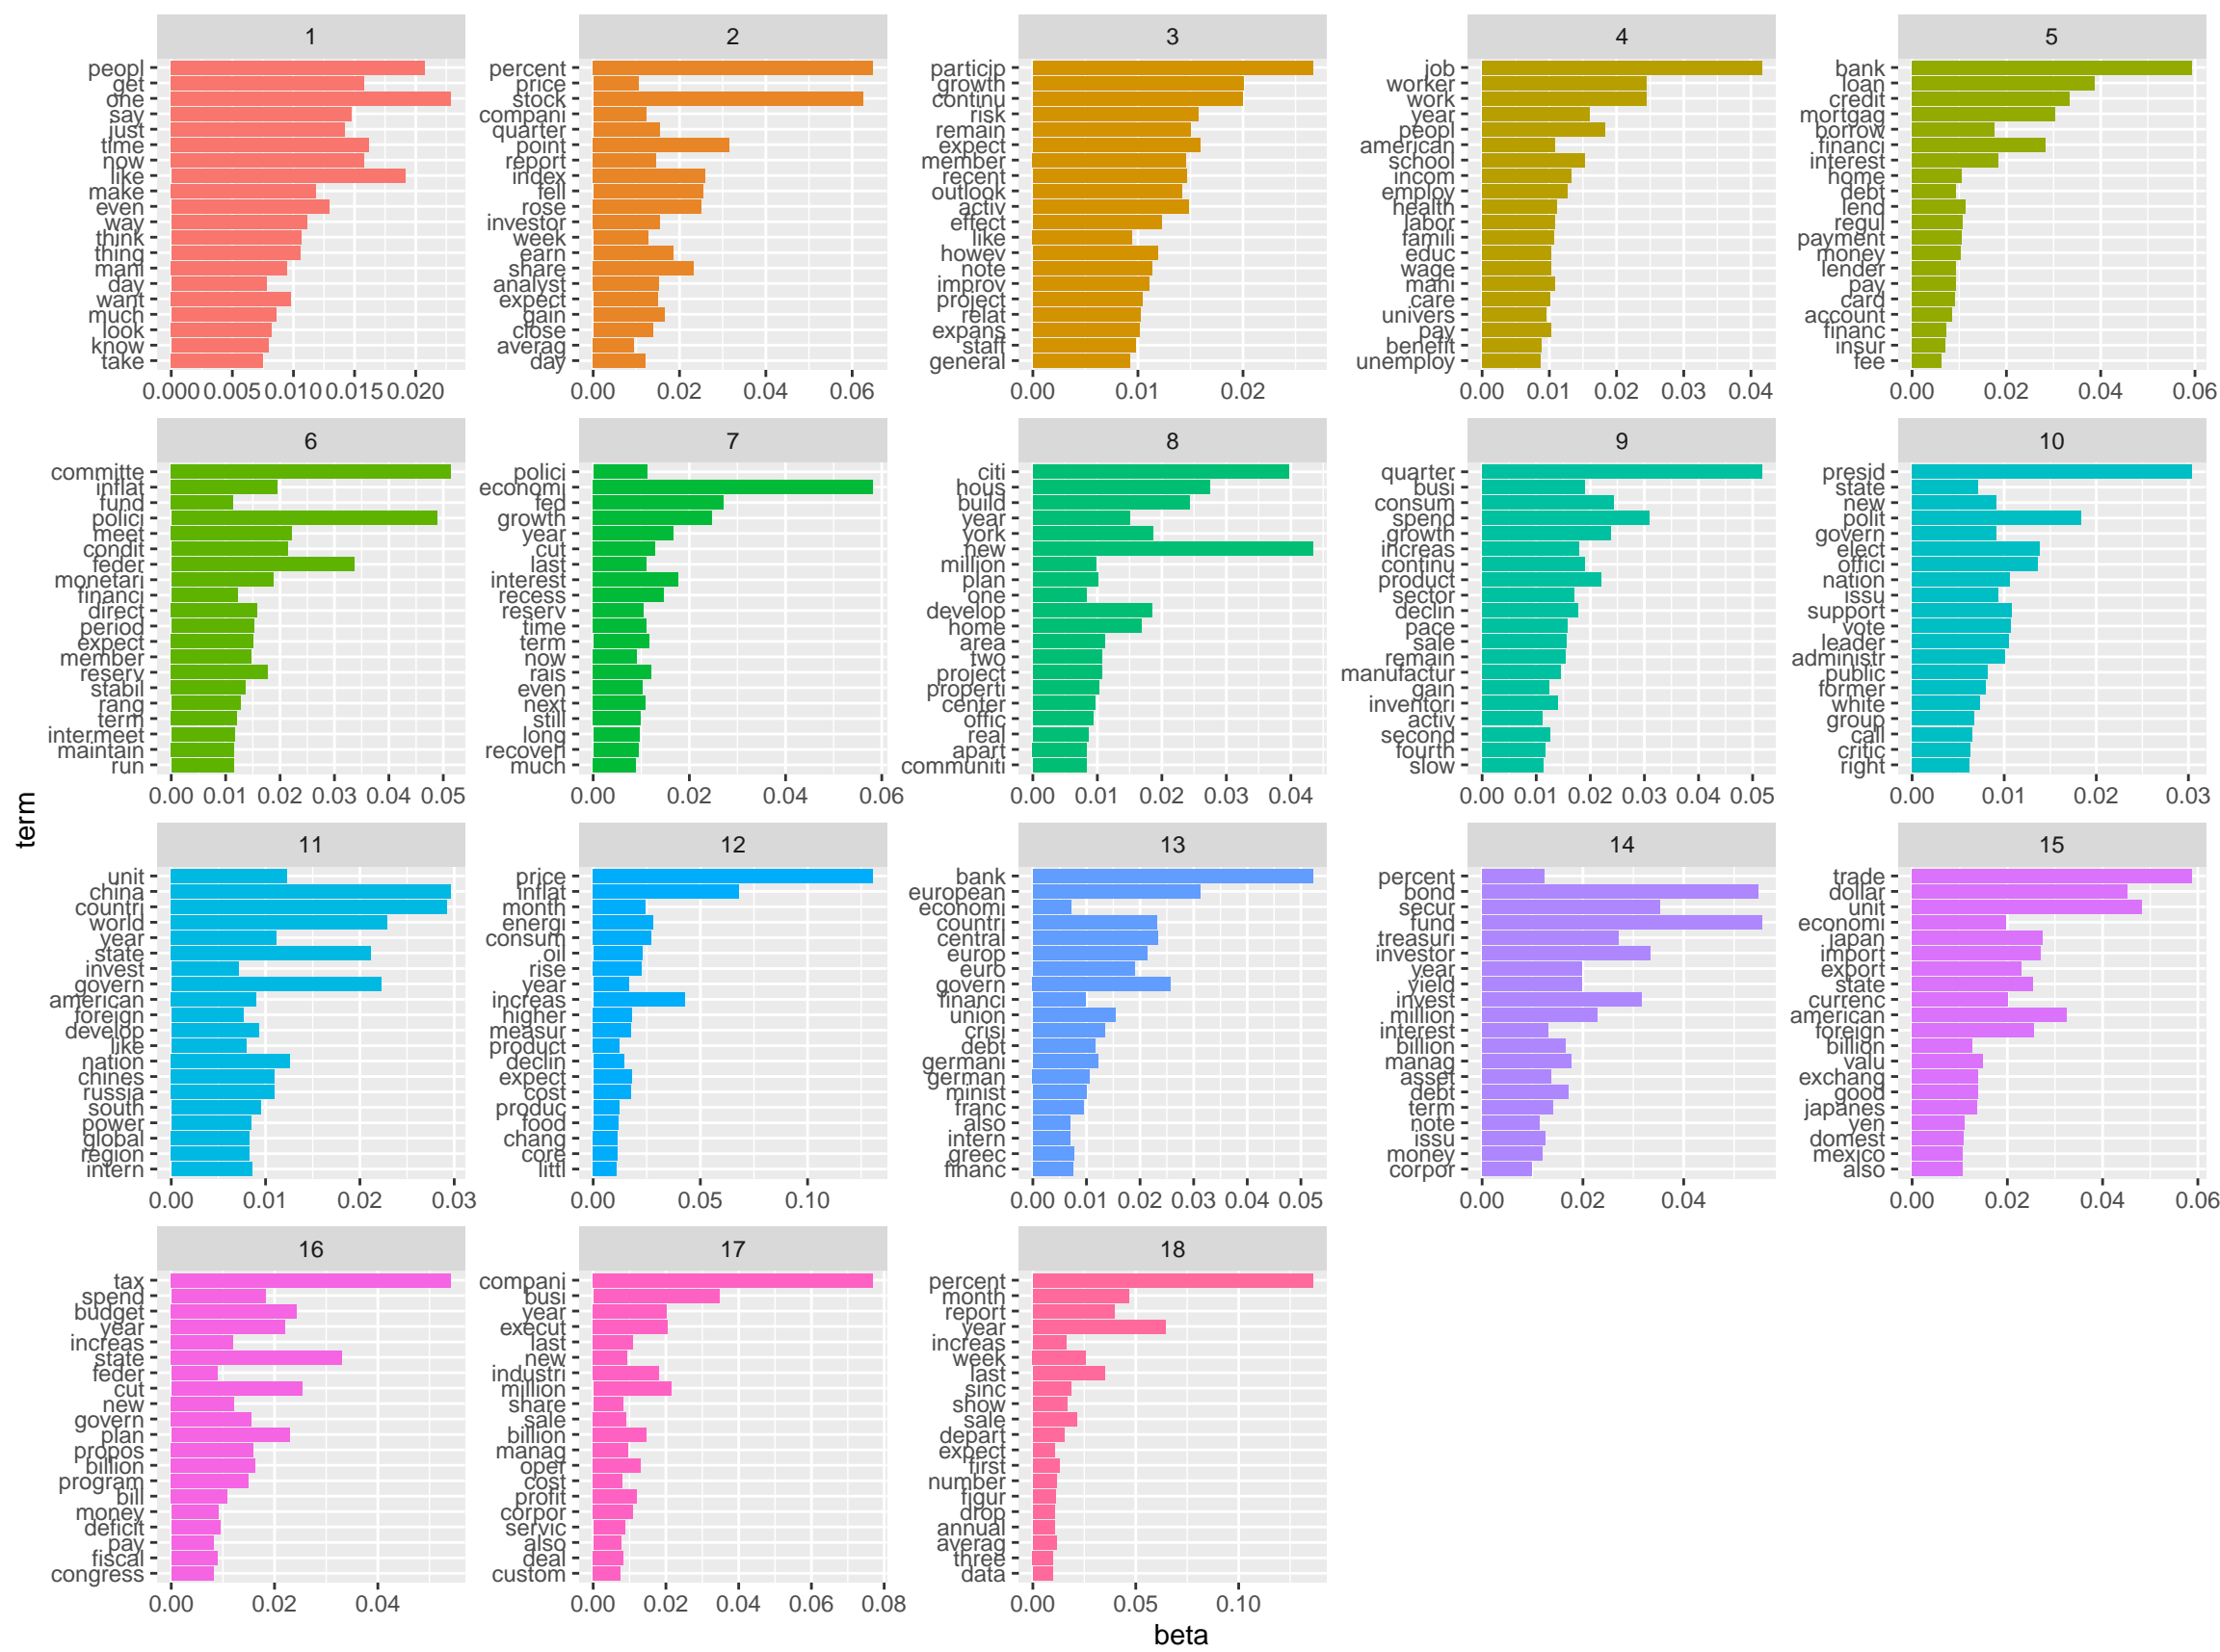 1
peopl
get
one
say
just
time
now
like
make
even
way
think
thing
mani
day
want
much
look
know
take
0.000 0.005 0.010 0.015 0.020
2
percent
price
stock
compani
quarter
point
report
index
fell
rose
investor
week
earn
share
analyst
expect
gain
close
averag
day
0.00 0.02 0.04 0.06
3
particip
growth
continu
risk
remain
expect
member
recent
outlook
activ
effect
like
howev
note
improv
project
relat
expans
staff
general
0.00 0.01 0.02
4
job
worker
work
year
peopl
american
school
incom
employ
health
labor
famili
educ
wage
mani
care
univers
pay
benefit
unemploy
0.00 0.01 0.02 0.03 0.04
5
bank
loan
credit
mortgag
borrow
financi
interest
home
debt
lend
regul
payment
money
lender
pay
card
account
financ
insur
fee
0.00 0.02 0.04 0.06
6
committe
inflat
fund
polici
meet
condit
feder
monetari
financi
direct
period
expect
member
reserv
stabil
rang
term
intermeet
maintain
run
0.00 0.01 0.02 0.03 0.04 0.05
7
polici
economi
fed
growth
year
cut
last
interest
recess
reserv
time
term
now
rais
even
next
still
long
recoveri
much
0.00 0.02 0.04 0.06
8
citi
hous
build
year
york
new
million
plan
one
develop
home
area
two
project
properti
center
offic
real
apart
communiti
0.00 0.01 0.02 0.03 0.04
9
quarter
busi
consum
spend
growth
increas
continu
product
sector
declin
pace
sale
remain
manufactur
gain
inventori
activ
second
fourth
slow
0.00 0.01 0.02 0.03 0.04 0.05
10
presid
state
new
polit
govern
elect
offici
nation
issu
support
vote
leader
administr
public
former
white
group
call
critic
right
0.00 0.01 0.02 0.03
term
11
unit
china
countri
world
year
state
invest
govern
american
foreign
develop
like
nation
chines
russia
south
power
global
region
intern
0.00 0.01 0.02 0.03
12
price
inflat
month
energi
consum
oil
rise
year
increas
higher
measur
product
declin
expect
cost
produc
food
chang
core
littl
0.00 0.05 0.10
13
bank
european
economi
countri
central
europ
euro
govern
financi
union
crisi
debt
germani
german
minist
franc
also
intern
greec
financ
0.00 0.01 0.02 0.03 0.04 0.05
14
percent
bond
secur
fund
treasuri
investor
year
yield
invest
million
interest
billion
manag
asset
debt
term
note
issu
money
corpor
0.00 0.02 0.04
15
trade
dollar
unit
economi
japan
import
export
state
currenc
american
foreign
billion
valu
exchang
good
japanes
yen
domest
mexico
also
0.00 0.02 0.04 0.06
16
tax
spend
budget
year
increas
state
feder
cut
new
govern
plan
propos
billion
program
bill
money
deficit
pay
fiscal
congress
0.00 0.02 0.04
17
compani
busi
year
execut
last
new
industri
million
share
sale
billion
manag
oper
cost
profit
corpor
servic
also
deal
custom
0.00 0.02 0.04 0.06 0.08
18
percent
month
report
year
increas
week
last
sinc
show
sale
depart
expect
first
number
figur
drop
annual
averag
three
data
0.00 0.05 0.10
beta